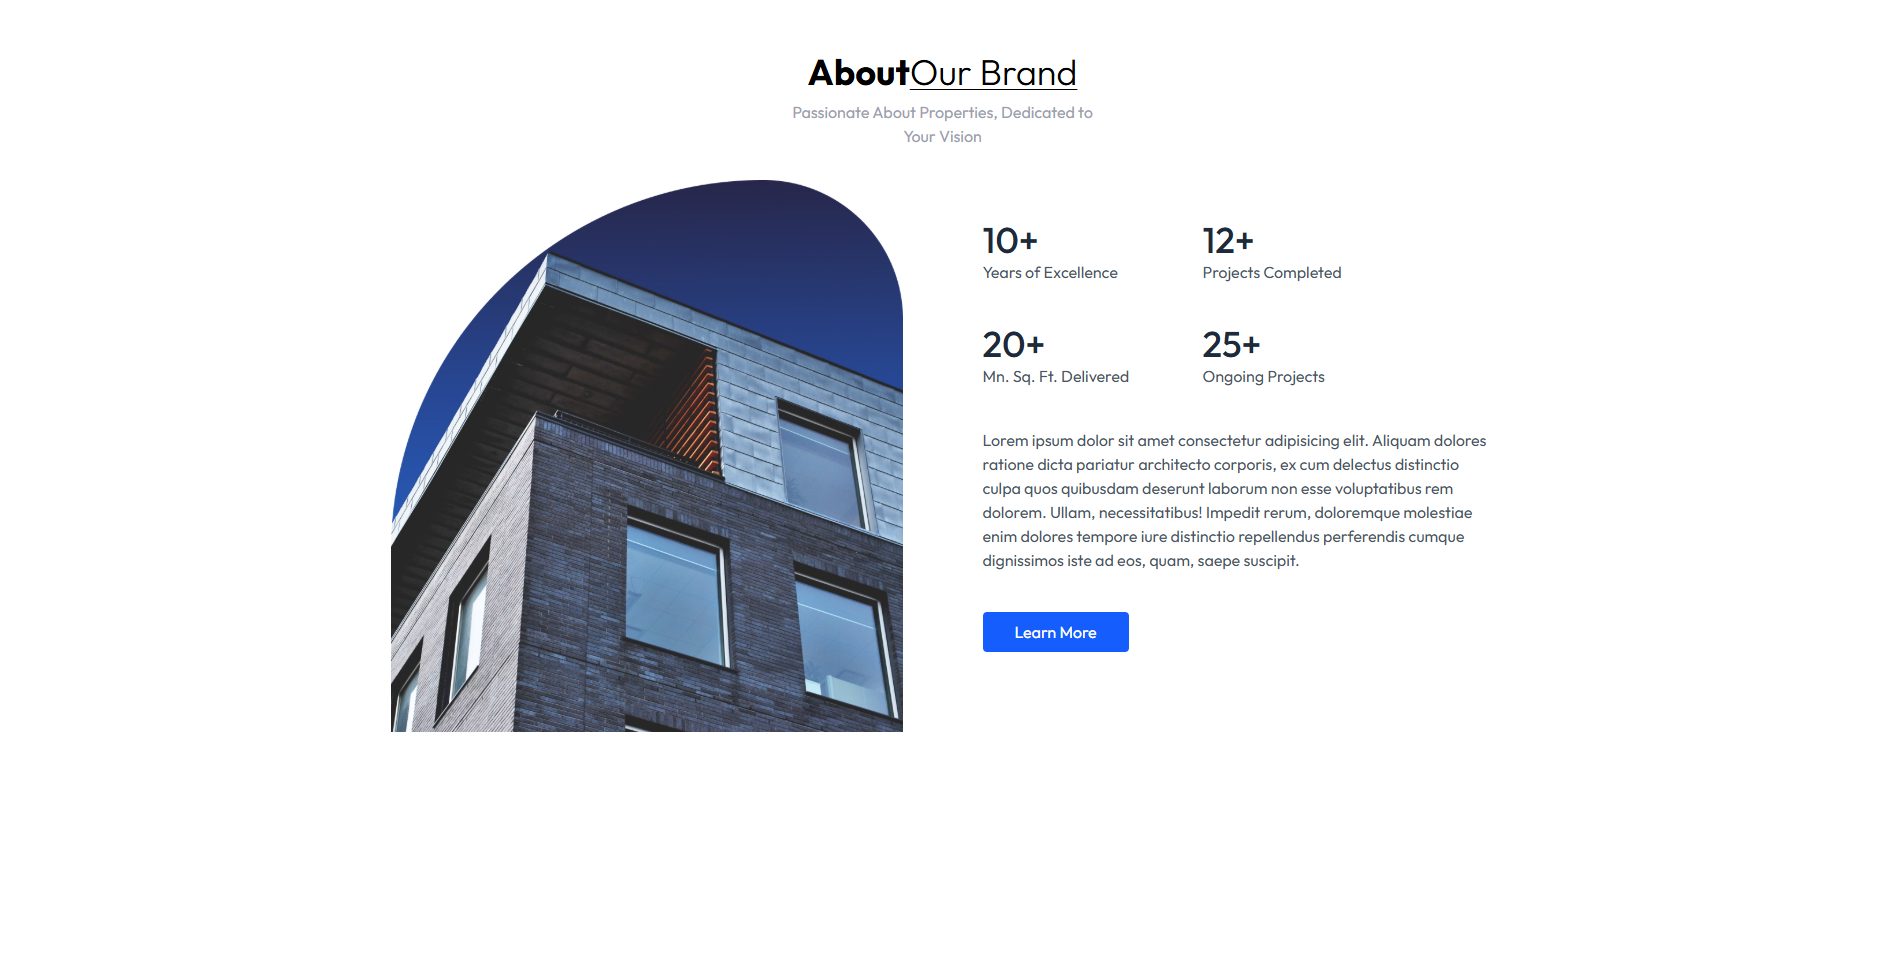 AboutOur Brand
Passionate About Properties, Dedicated to
Your Vision
10+
Years of Excellence
12+
Projects Completed
20+
Mn. Sq. Ft. Delivered
25+
Ongoing Projects
Lorem ipsum dolor sit amet consectetur adipisicing elit. Aliquam dolores
ratione dicta pariatur architecto corporis, ex cum delectus distinctio
culpa quos quibusdam deserunt laborum non esse voluptatibus rem
dolorem. Ullam, necessitatibus! Impedit rerum, doloremque molestiae
enim dolores tempore iure distinctio repellendus perferendis cumque
dignissimos iste ad eos, quam, saepe suscipit.
Learn More